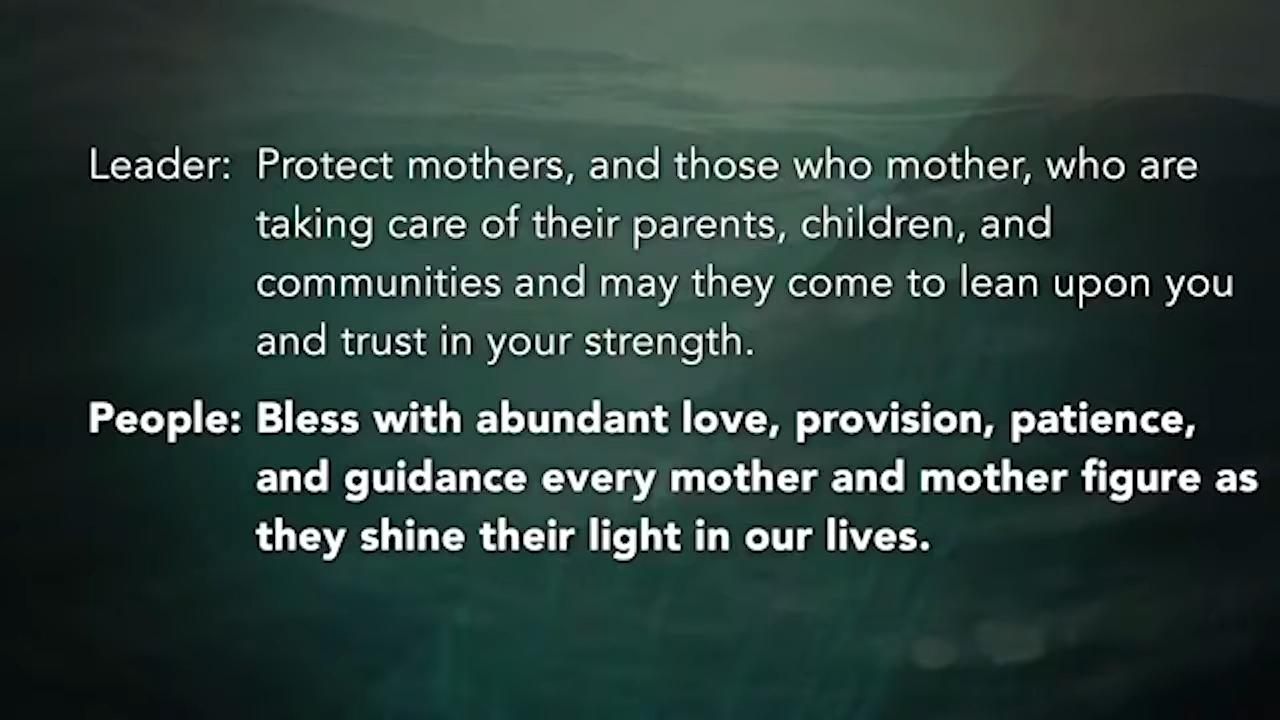 Leader: Protect mothers, and those who mother, who are
taking care of their parents, children, and
communities and may they come to lean upon you
and trust in your strength.
People: Bless with abundant love, provision, patience,
and guidance every mother and mother figure as
they shine their light in our lives.